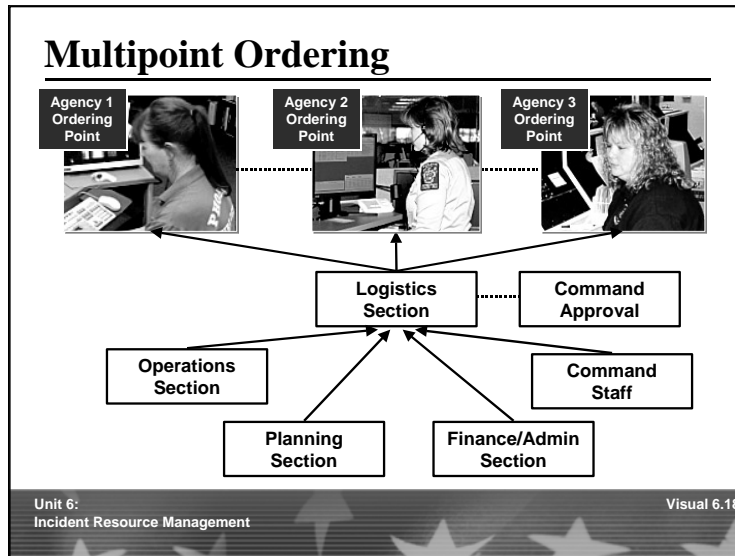 Multipoint Ordering
Agency 1
Ordering
Point
Agency 2
Ordering
Point
Agency 3
Ordering
Point
Logistics
Section
Command
Approval
Operations
Section
Command
Staff
Planning
Section
Finance/Admin
Section
Unit 6:
Incident Resource Management
Visual 6.18